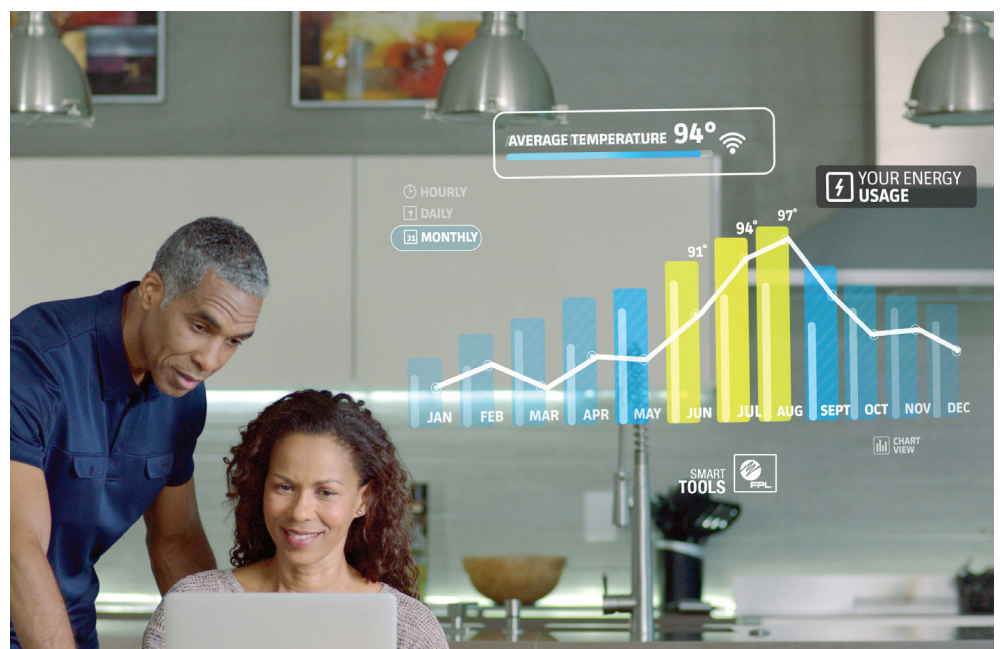 AVERAGE TEMPERATURE 94°
HOURLY
7 DAILY
31 MONTHLY
YOUR ENERGY
USAGE
91°
94°
97°
JAN FEB MAR APR MAY JUN JUL AUG SEPT OCT NOV DEC
CHART
VIEW
SMART
TOOLS
FPL